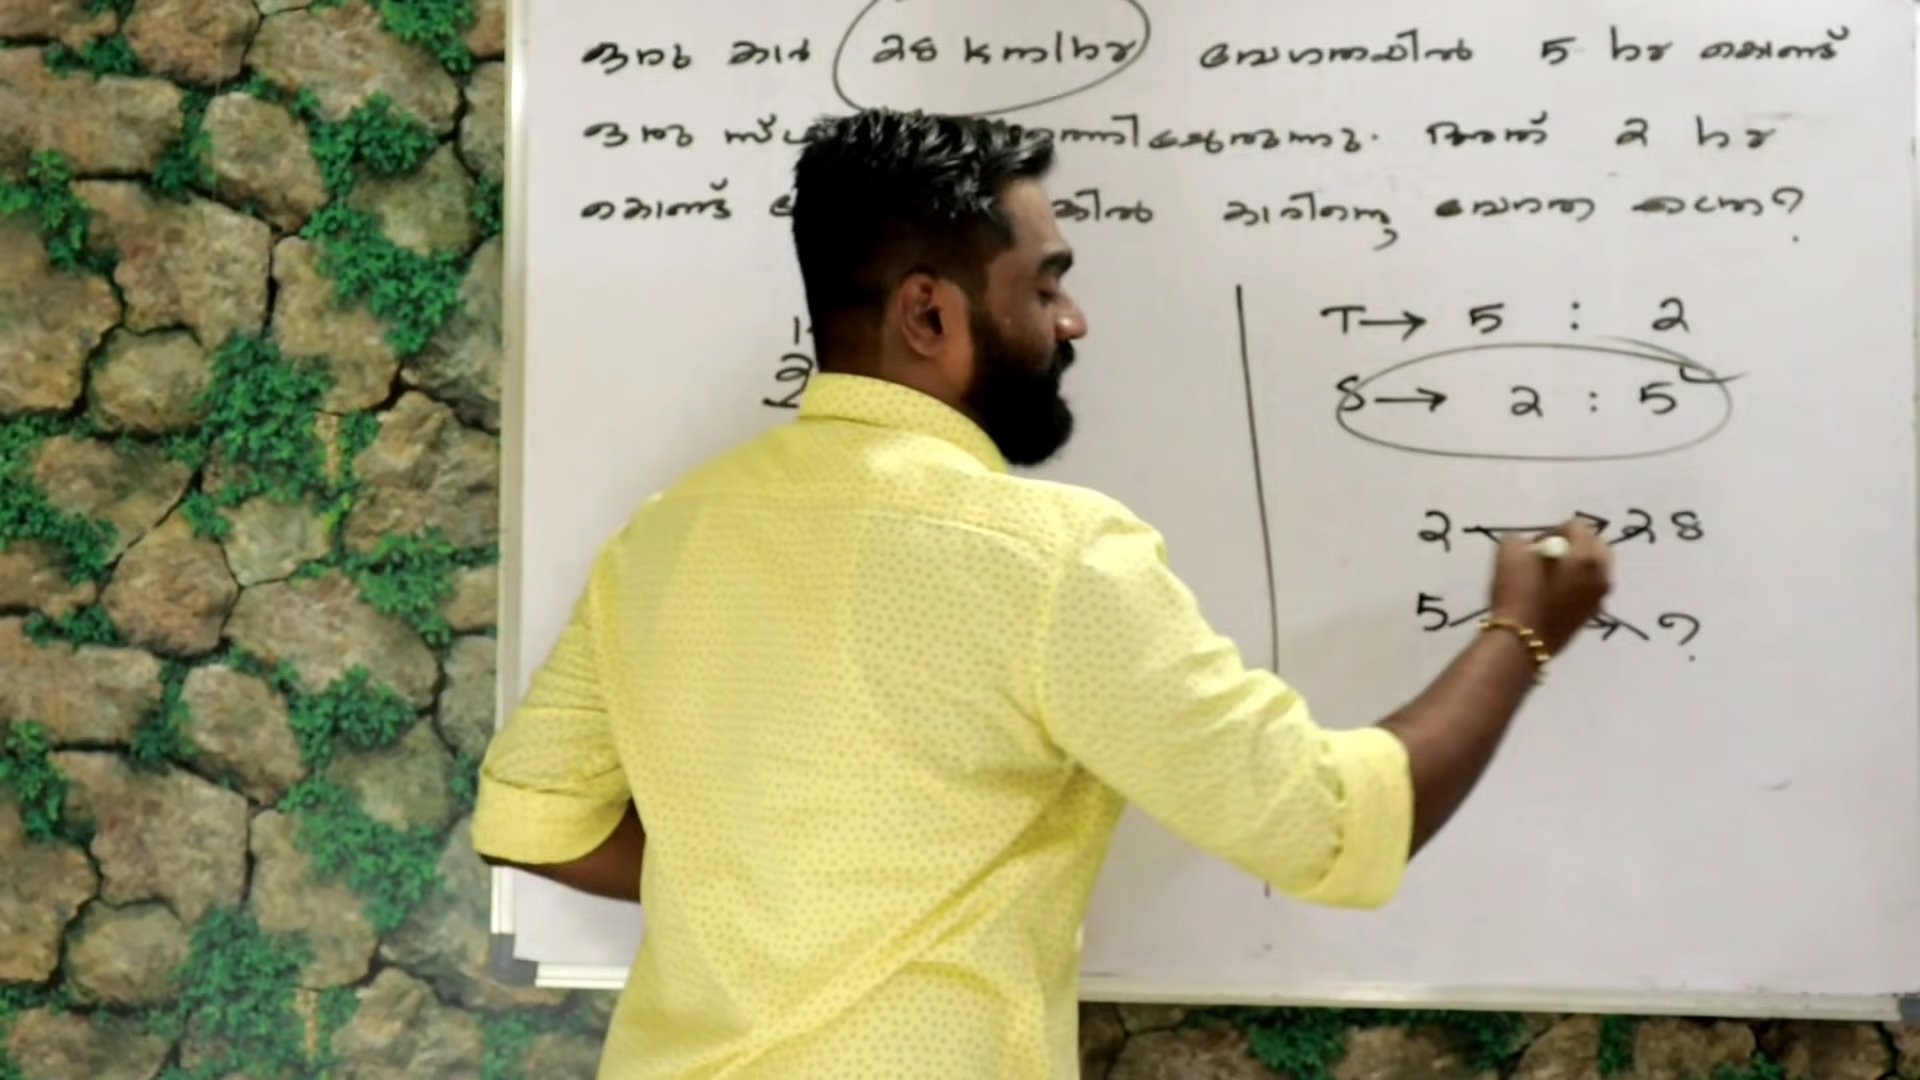 ഒരു കാർ 28 km/hr വേഗതയിൽ 5 hr കൊണ്ട്
ഒരു എത്തിച്ചേരുന്നു. അത് 2 hr
കൊണ്ട് കാറിന്റെ വേഗത എത്ര?
T→ 5 : 2
S→ 2 : 5
2 → 28
5 → ?